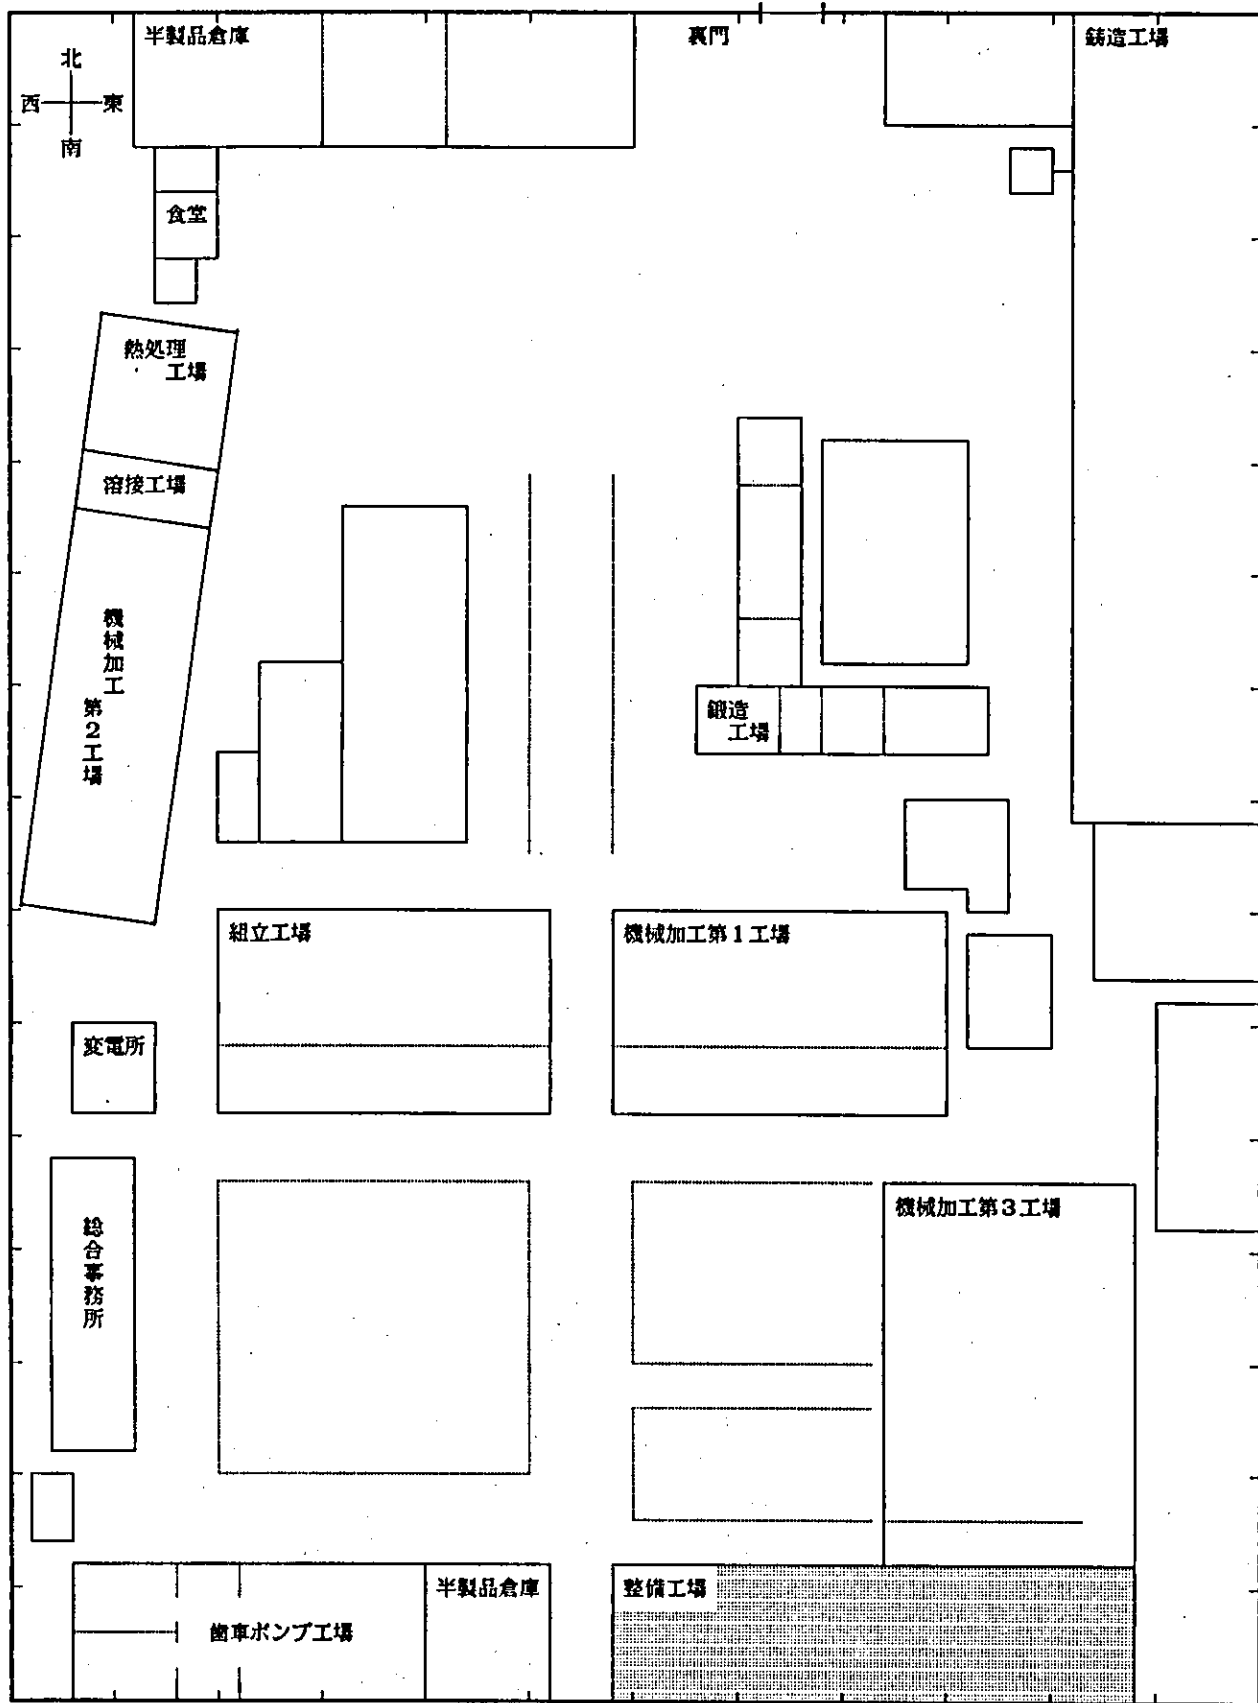 半製品倉庫
裏門
鋳造工場
北
西 東
南
食堂
熱処理
工場
溶接工場
機械加工
第2工場
鍛造
工場
組立工場
機械加工第1工場
変電所
機械加工第3工場
総合事務所
半製品倉庫
整備工場
歯車ポンプ工場